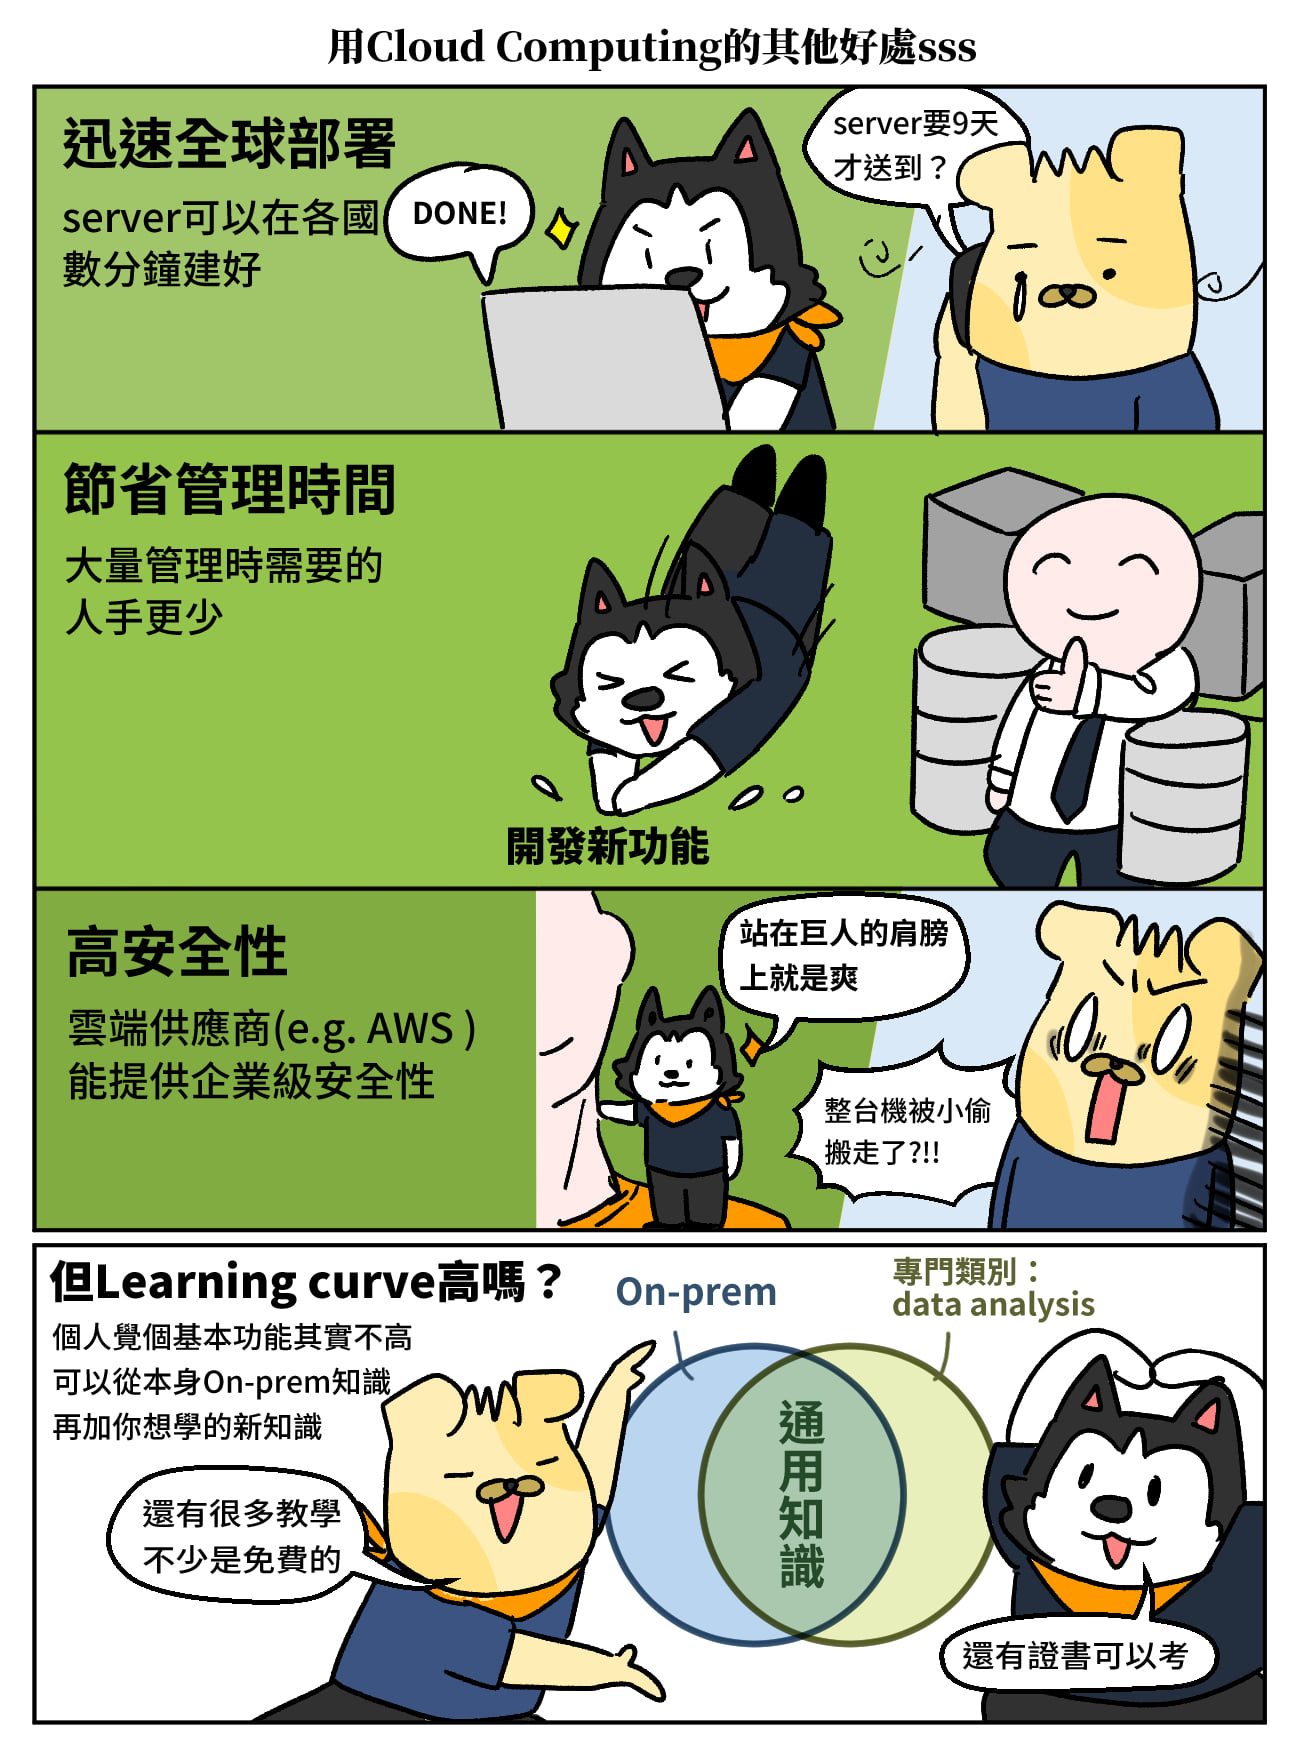 用Cloud Computing的其他好處sss
迅速全球部署
server可以在各國
數分鐘建好
DONE!
server要9天
才送到？
節省管理時間
大量管理時需要的
人手更少
開發新功能
高安全性
雲端供應商(e.g. AWS )
能提供企業級安全性
站在巨人的肩膀
上就是爽
整台機被小偷
搬走了?!!
但Learning curve高嗎？
個人覺個基本功能其實不高
可以從本身On-prem知識
再加你想學的新知識
還有很多教學
不少是免費的
On-prem
專門類別：
data analysis
通用知識
還有證書可以考